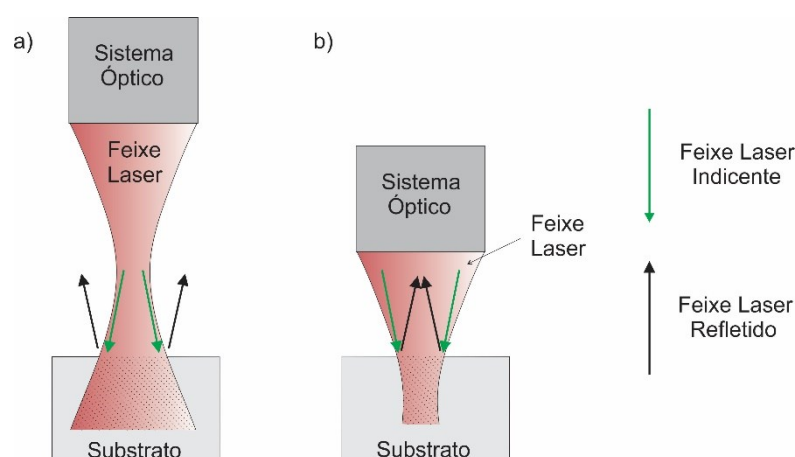 a)
Sistema
Óptico
Feixe
Laser
Substrato
b)
Sistema
Óptico
Feixe
Laser
Substrato
Feixe Laser
Indicente
Feixe Laser
Refletido